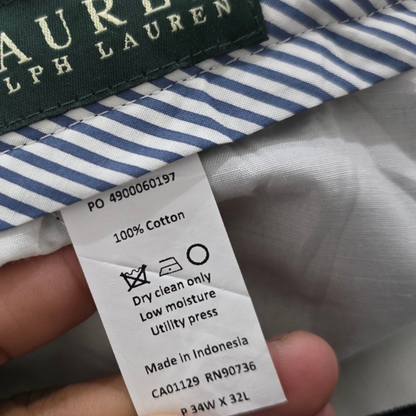 AURE
LPH LAUREN
PO 4900060197
100% Cotton
Dry clean only
Low moisture
Utility press
Made in Indonesia
CA01129 RN90736
P 34W X 32L